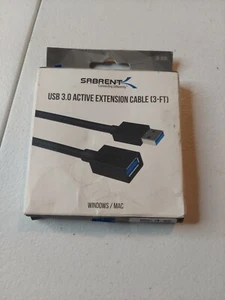 SABRENT
USB 3.0 ACTIVE EXTENSION CABLE (3-FT)
WINDOWS / MAC